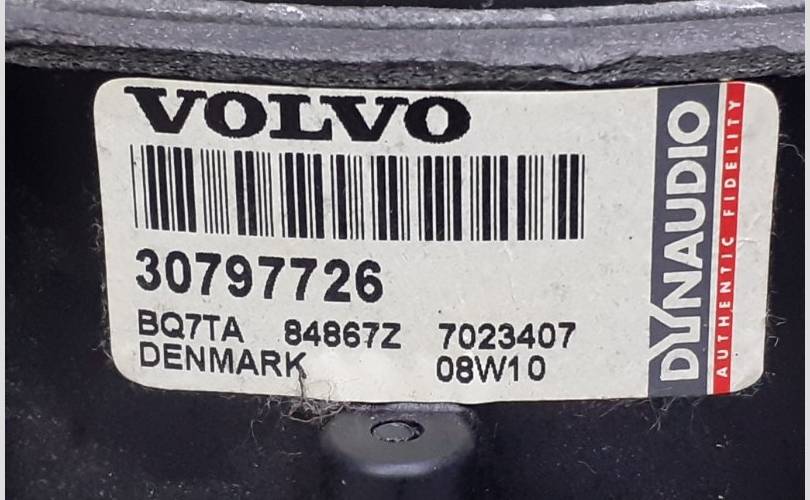 VOLVO
30797726
BQ7TA 84867Z 7023407
DENMARK 08W10
DYNAUDIO
AUTHENTIC FIDELITY